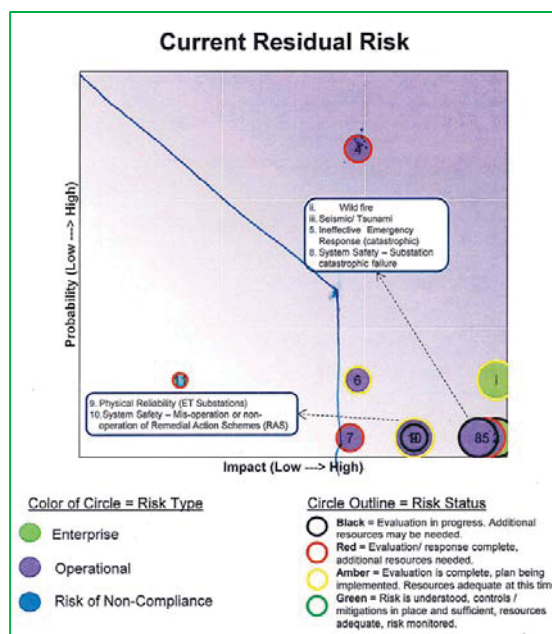 Current Residual Risk
Probability (Low ---> High)
4
ii. Wild fire
iii. Seismic/ Tsunami
5. Ineffective Emergency
Response (catastrophic)
8. System Safety – Substation
catastrophic failure
6
i
9. Physical Reliability (ET Substations)
10. System Safety – Mis-operation or non-
operation of Remedial Action Schemes (RAS)
7
85
2
Impact (Low ---> High)
Color of Circle = Risk Type
Enterprise
Operational
Risk of Non-Compliance
Circle Outline = Risk Status
Black = Evaluation in progress. Additional
resources may be needed.
Red = Evaluation/ response complete,
additional resources needed.
Amber = Evaluation is complete, plan being
implemented. Resources adequate at this tim
Green = Risk is understood, controls /
mitigations in place and sufficient, resources
adequate, risk monitored.